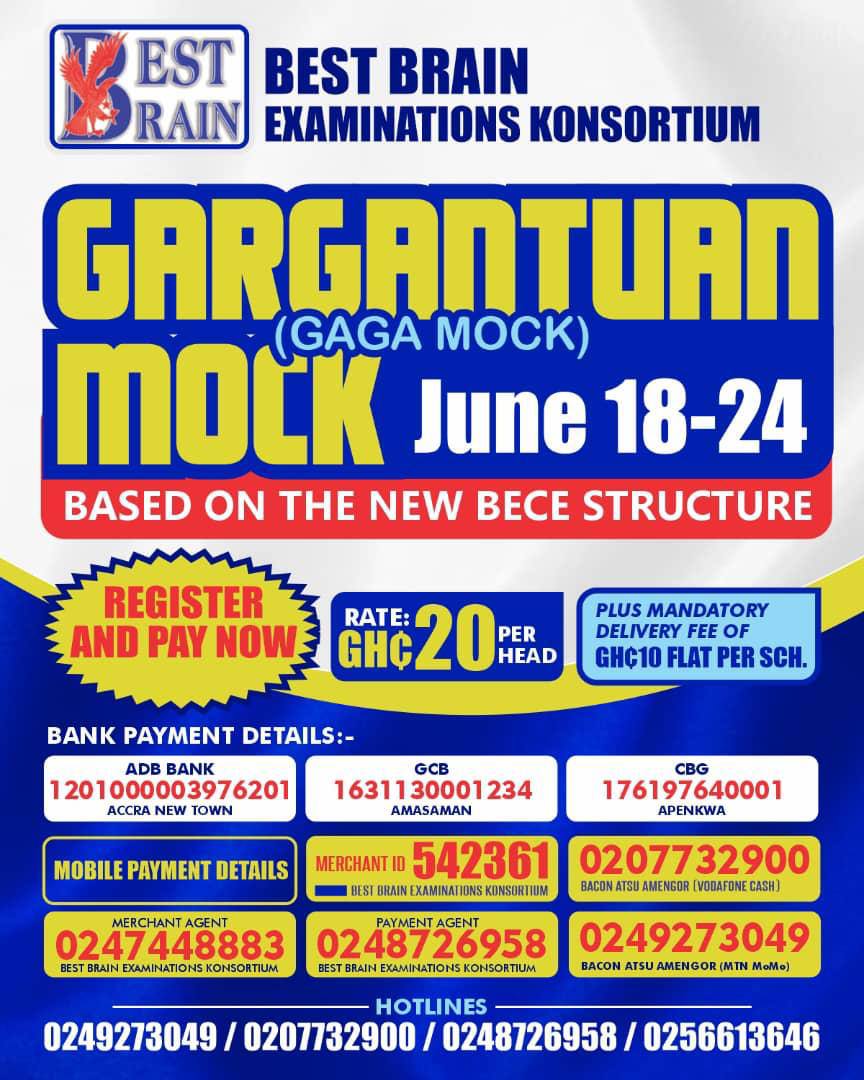 BEST
BRAIN
BEST BRAIN
EXAMINATIONS KONSORTIUM
GARGANTUAN
(GAGA MOCK)
MOCK June 18-24
BASED ON THE NEW BECE STRUCTURE
REGISTER
AND PAY NOW
RATE:
GH₵20 PER
HEAD
PLUS MANDATORY
DELIVERY FEE OF
GH₵10 FLAT PER SCH.
BANK PAYMENT DETAILS:-
ADB BANK
1201000003976201
ACCRA NEW TOWN
GCB
1631130001234
AMASAMAN
CBG
176197640001
APENKWA
MOBILE PAYMENT DETAILS
MERCHANT ID 542361
BEST BRAIN EXAMINATIONS KONSORTIUM
0207732900
BACON ATSU AMENGOR (VODAFONE CASH)
MERCHANT AGENT
0247448883
BEST BRAIN EXAMINATIONS KONSORTIUM
PAYMENT AGENT
0248726958
BEST BRAIN EXAMINATIONS KONSORTIUM
0249273049
BACON ATSU AMENGOR (MTN MoMo)
HOTLINES
0249273049 / 0207732900 / 0248726958 / 0256613646